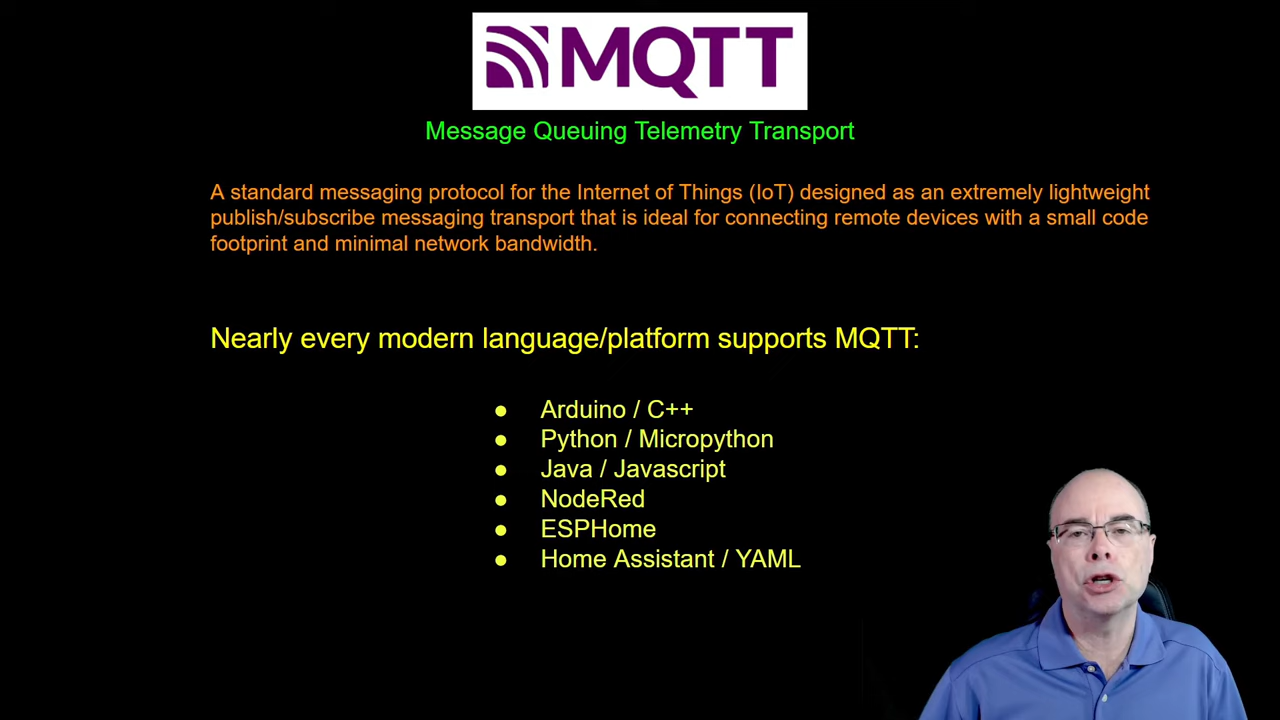 MQTT
Message Queuing Telemetry Transport
A standard messaging protocol for the Internet of Things (IoT) designed as an extremely lightweight
publish/subscribe messaging transport that is ideal for connecting remote devices with a small code
footprint and minimal network bandwidth.
Nearly every modern language/platform supports MQTT:
● Arduino / C++
● Python / Micropython
● Java / Javascript
● NodeRed
● ESPHome
● Home Assistant / YAML